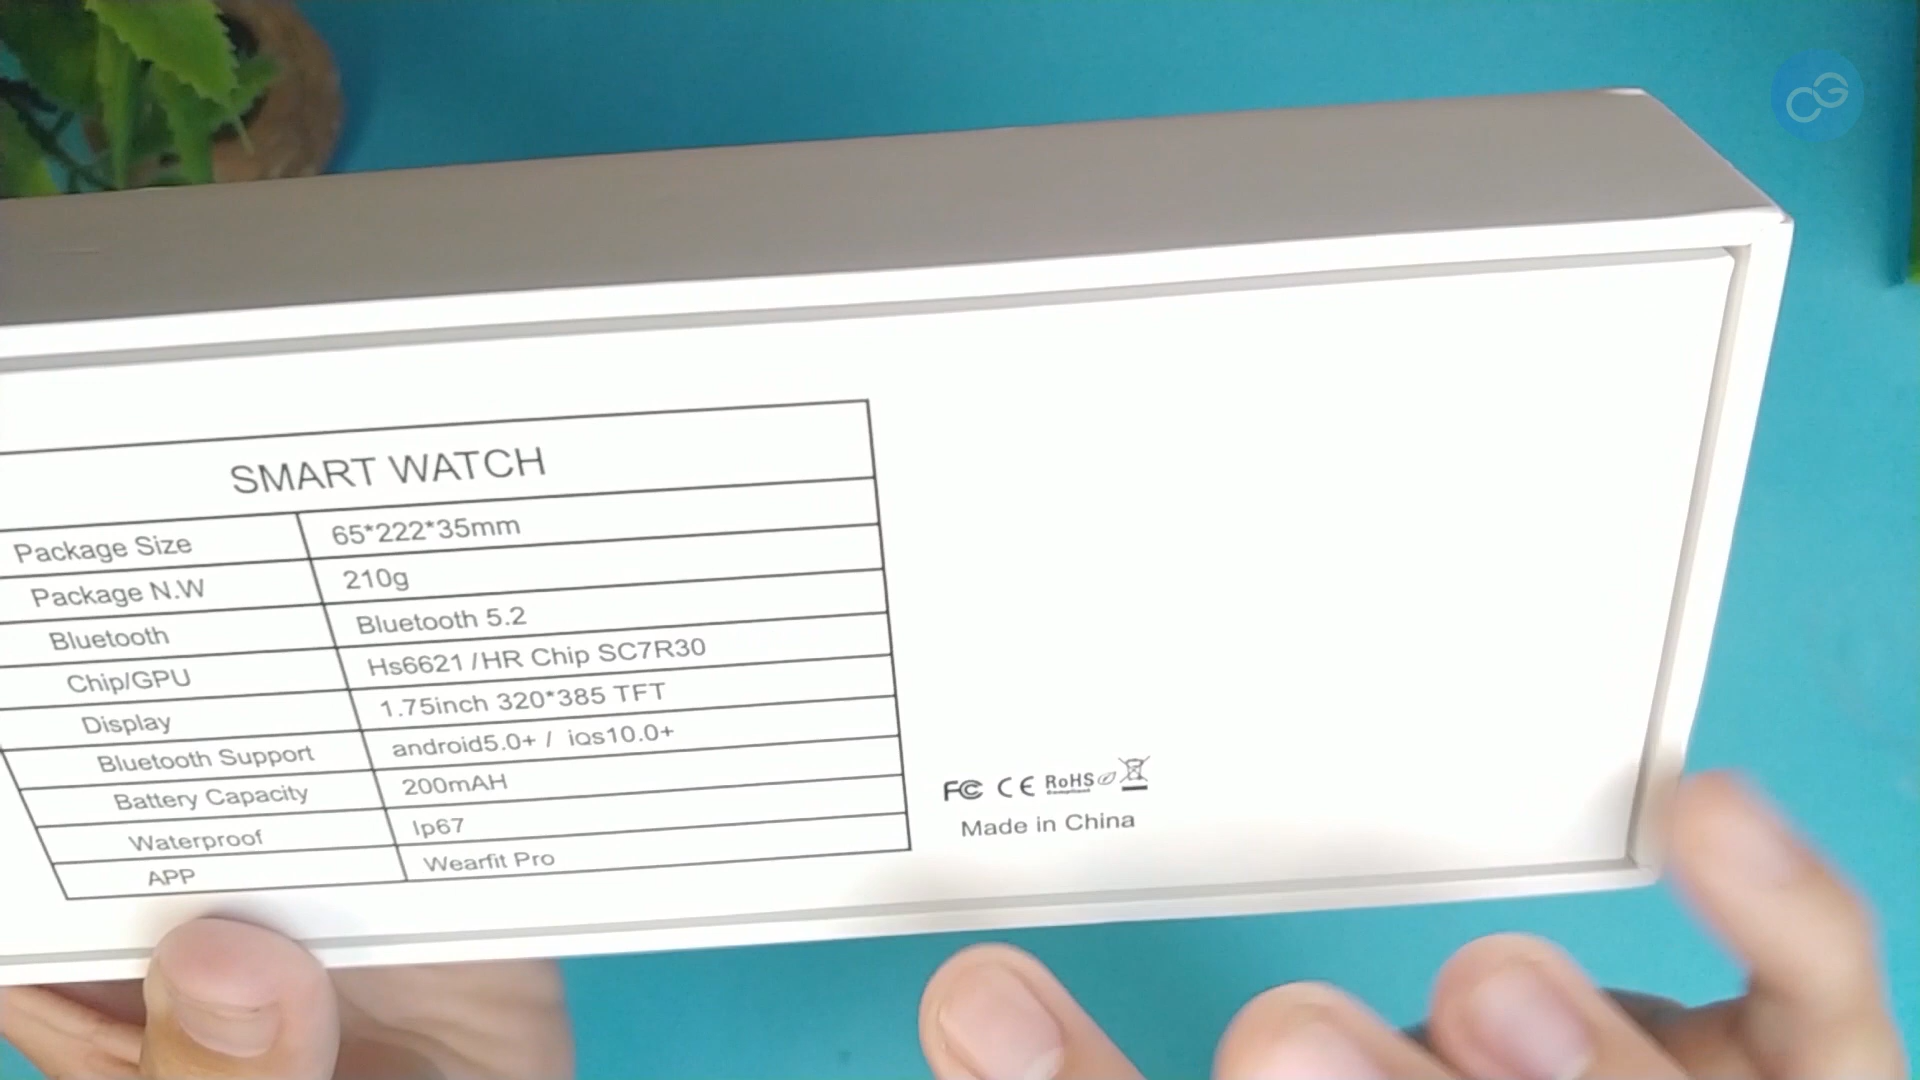 CG
SMART WATCH
Package Size 65*222*35mm
Package N.W 210g
Bluetooth Bluetooth 5.2
Chip/GPU Hs6621 /HR Chip SC7R30
Display 1.75inch 320*385 TFT
Bluetooth Support android5.0+ / ios10.0+
Battery Capacity 200mAH
Waterproof Ip67
APP Wearfit Pro
FC CE RoHS
Compliant
Made in China